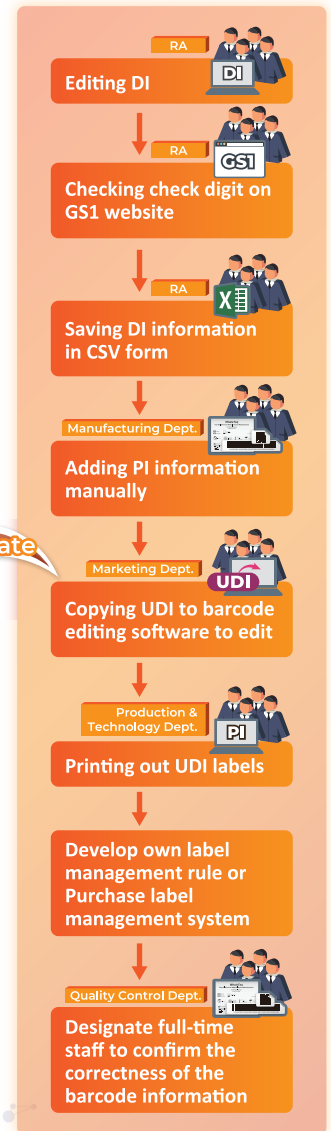 RA
DI
Editing DI
RA
GS1
Checking check digit on
GS1 website
RA
X
Saving DI information
in CSV form
Manufacturing Dept.
Adding PI information
manually
ate
Marketing Dept.
UDI
Copying UDI to barcode
editing software to edit
Production &
Technology Dept.
PI
Printing out UDI labels
Develop own label
management rule or
Purchase label
management system
Quality Control Dept.
Designate full-time
staff to confirm the
correctness of the
barcode information